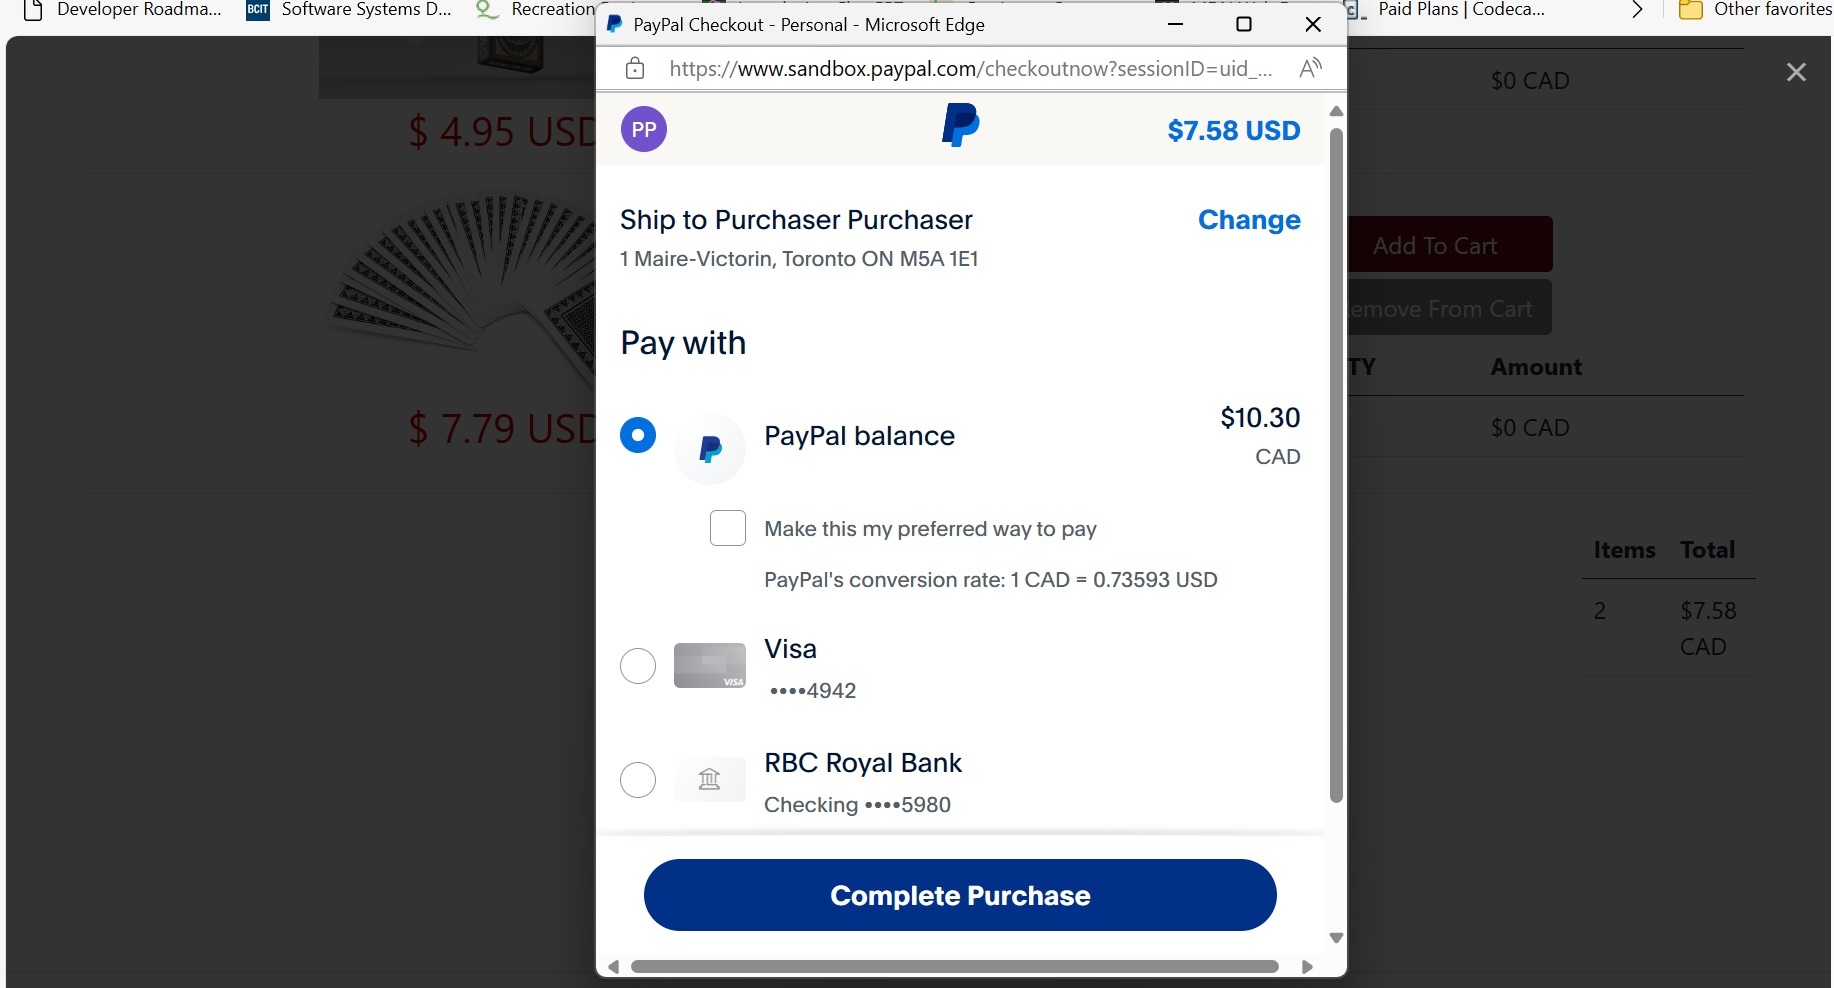 Developer Roadma...
BCIT
Software Systems D...
Recreation
Paid Plans | Codeca...
Other favorites
PayPal Checkout - Personal - Microsoft Edge
https://www.sandbox.paypal.com/checkoutnow?sessionID=uid_...
PP
$7.58 USD
Ship to Purchaser Purchaser
Change
1 Maire-Victorin, Toronto ON M5A 1E1
Pay with
PayPal balance
$10.30
CAD
Make this my preferred way to pay
PayPal's conversion rate: 1 CAD = 0.73593 USD
Visa
VISA
••••4942
RBC Royal Bank
Checking ••••5980
Complete Purchase
$ 4.95 USD
$ 7.79 USD
$0 CAD
Add To Cart
emove From Cart
TY
Amount
$0 CAD
Items Total
2 $7.58
CAD